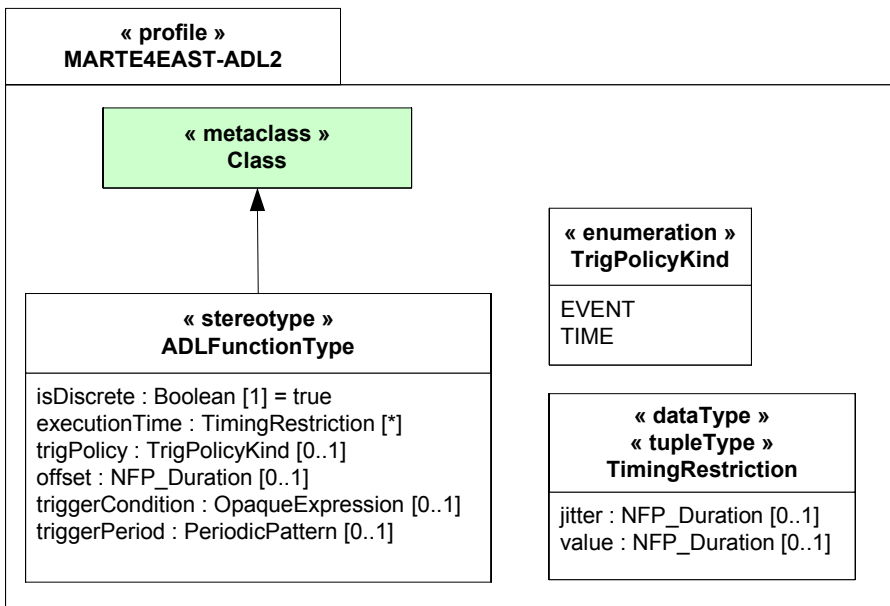 « profile »
MARTE4EAST-ADL2
« metaclass »
Class
« stereotype »
ADLFunctionType
isDiscrete : Boolean [1] = true
executionTime : TimingRestriction [*]
trigPolicy : TrigPolicyKind [0..1]
offset : NFP_Duration [0..1]
triggerCondition : OpaqueExpression [0..1]
triggerPeriod : PeriodicPattern [0..1]
« enumeration »
TrigPolicyKind
EVENT
TIME
« dataType »
« tupleType »
TimingRestriction
jitter : NFP_Duration [0..1]
value : NFP_Duration [0..1]